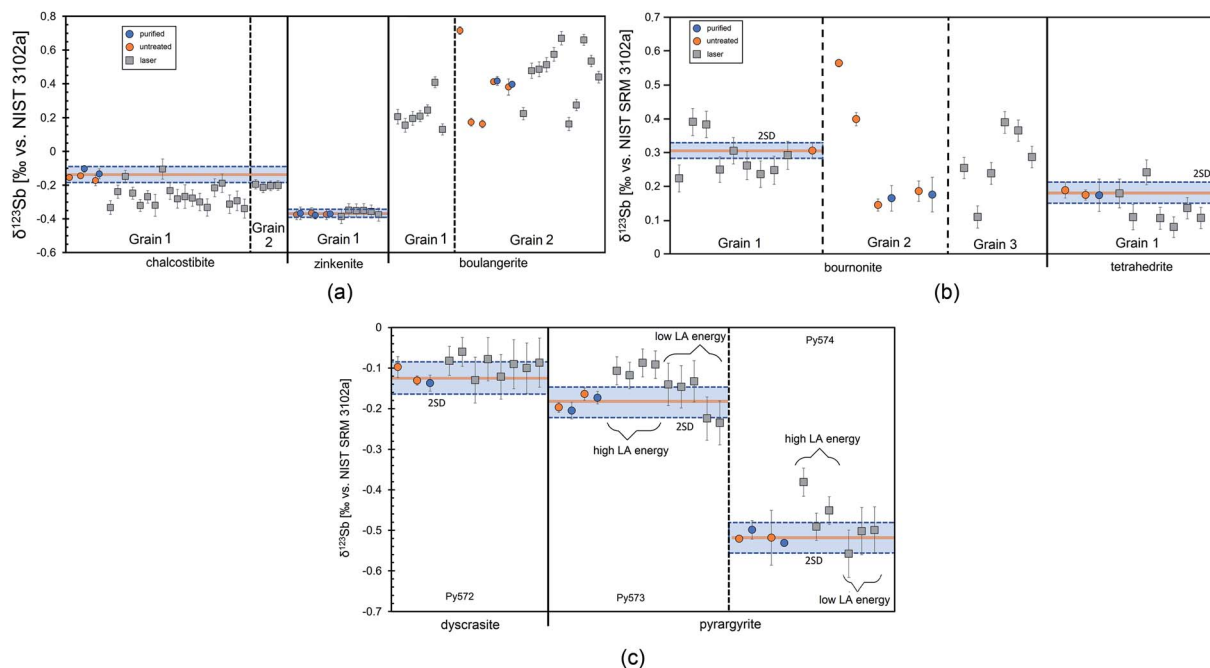 δ¹²³Sb [‰ vs. NIST 3102a]
0.8
0.6
0.4
0.2
0
-0.2
-0.4
-0.6
purified
untreated
laser
Grain 1
Grain 2
Grain 1
Grain 1
Grain 2
chalcostibite
zinkenite
boulangerite
(a)
δ¹²³Sb [‰ vs. NIST SRM 3102a]
0.7
0.6
0.5
0.4
0.3
0.2
0.1
0
purified
untreated
laser
2SD
2SD
Grain 1
Grain 2
Grain 3
Grain 1
bournonite
tetrahedrite
(b)
δ¹²³Sb [‰ vs. NIST SRM 3102a]
0
-0.1
-0.2
-0.3
-0.4
-0.5
-0.6
-0.7
low LA energy
Py574
2SD
2SD
high LA energy
high LA energy
2SD
low LA energy
Py572
Py573
dyscrasite
pyrargyrite
(c)